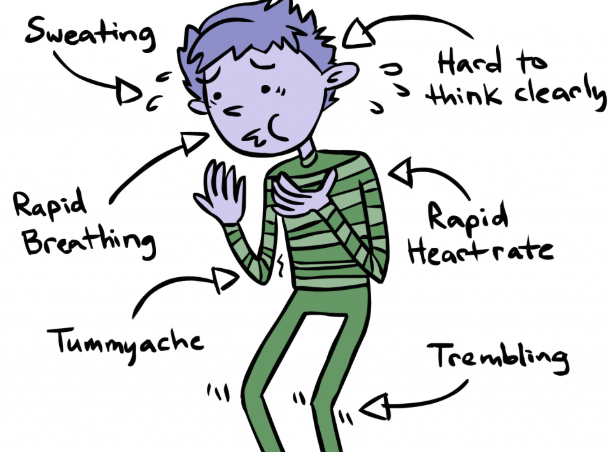 Sweating
Hard to
think clearly
Rapid
Breathing
Rapid
Heartrate
Tummyache
Trembling